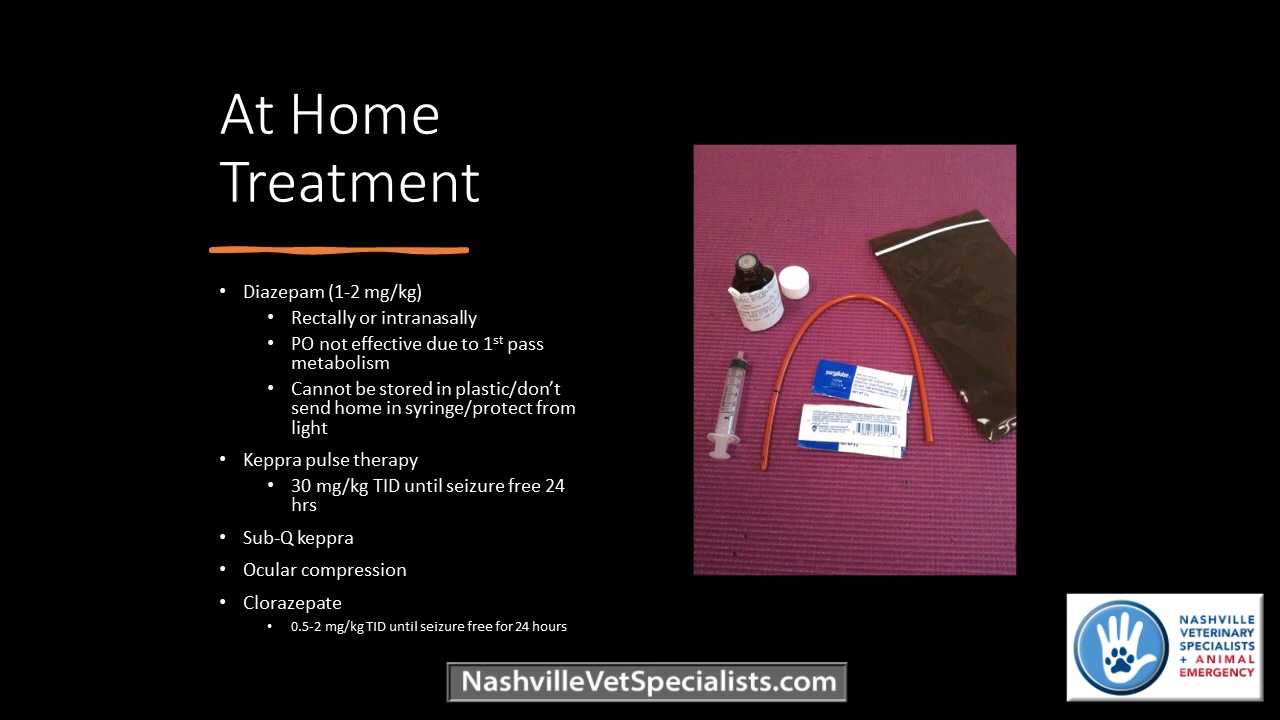 At Home
Treatment
• Diazepam (1-2 mg/kg)
• Rectally or intranasally
• PO not effective due to 1st pass
metabolism
• Cannot be stored in plastic/don’t
send home in syringe/protect from
light
• Keppra pulse therapy
• 30 mg/kg TID until seizure free 24
hrs
• Sub-Q keppra
• Ocular compression
• Clorazepate
• 0.5-2 mg/kg TID until seizure free for 24 hours
surgilube
NashvilleVetSpecialists.com
NASHVILLE
VETERINARY
SPECIALISTS
+ ANIMAL
EMERGENCY